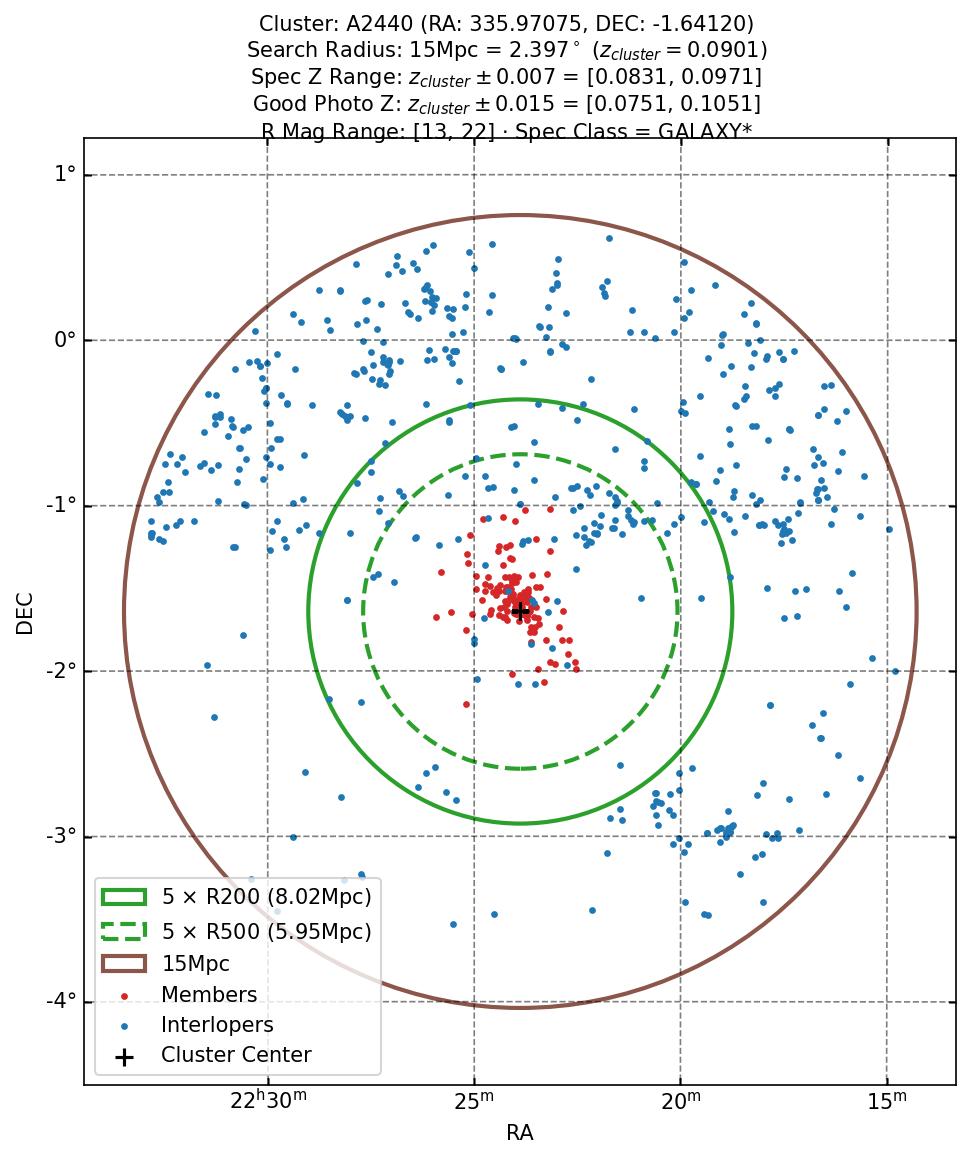 Cluster: A2440 (RA: 335.97075, DEC: -1.64120)
Search Radius: 15Mpc = 2.397° (z_cluster = 0.0901)
Spec Z Range: z_cluster ± 0.007 = [0.0831, 0.0971]
Good Photo Z: z_cluster ± 0.015 = [0.0751, 0.1051]
R Mag Range: [13, 22] · Spec Class = GALAXY*
1°
0°
-1°
-2°
-3°
-4°
DEC
5 × R200 (8.02Mpc)
5 × R500 (5.95Mpc)
15Mpc
Members
Interlopers
Cluster Center
22ʰ30ᵐ
25ᵐ
20ᵐ
15ᵐ
RA